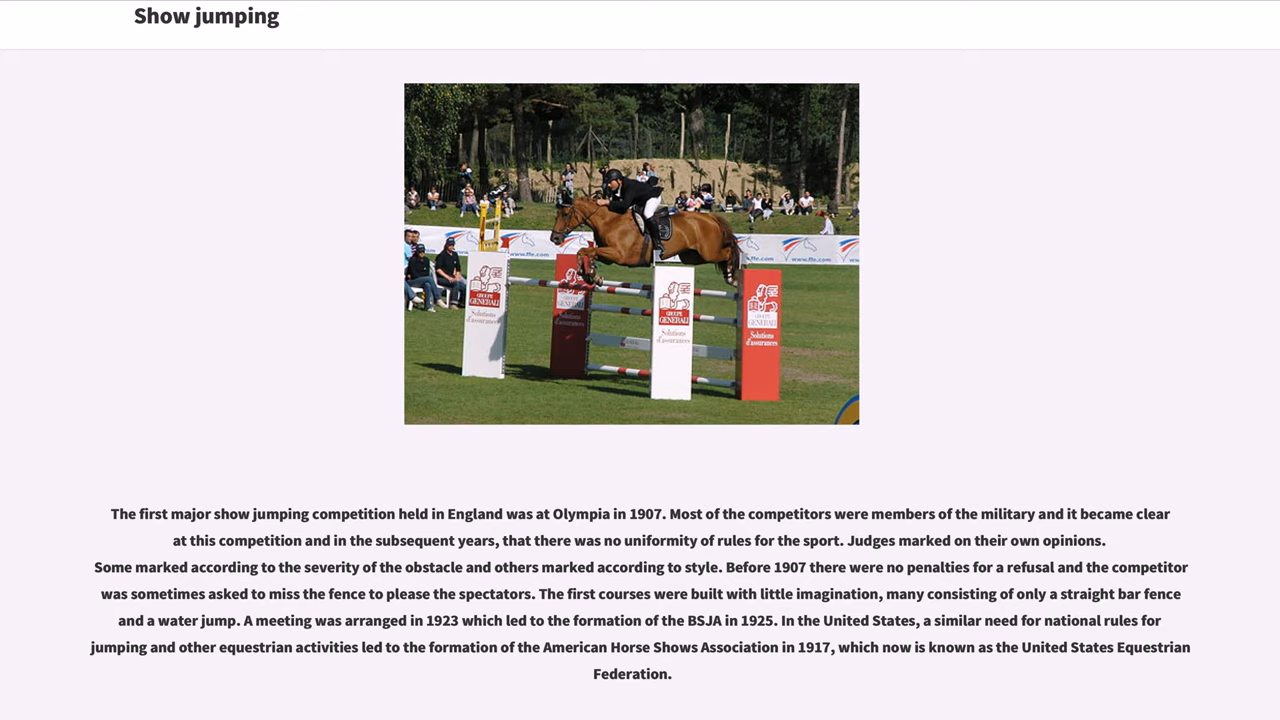 Show jumping
www.ffe.com
GROUPE
GENERALI
Solutions
d'assurances
GROUPE
GENERALI
Solutions
d'assurances
GROUPE
GENERALI
Solutions
d'assurances
The first major show jumping competition held in England was at Olympia in 1907. Most of the competitors were members of the military and it became clear
at this competition and in the subsequent years, that there was no uniformity of rules for the sport. Judges marked on their own opinions.
Some marked according to the severity of the obstacle and others marked according to style. Before 1907 there were no penalties for a refusal and the competitor
was sometimes asked to miss the fence to please the spectators. The first courses were built with little imagination, many consisting of only a straight bar fence
and a water jump. A meeting was arranged in 1923 which led to the formation of the BSJA in 1925. In the United States, a similar need for national rules for
jumping and other equestrian activities led to the formation of the American Horse Shows Association in 1917, which now is known as the United States Equestrian
Federation.